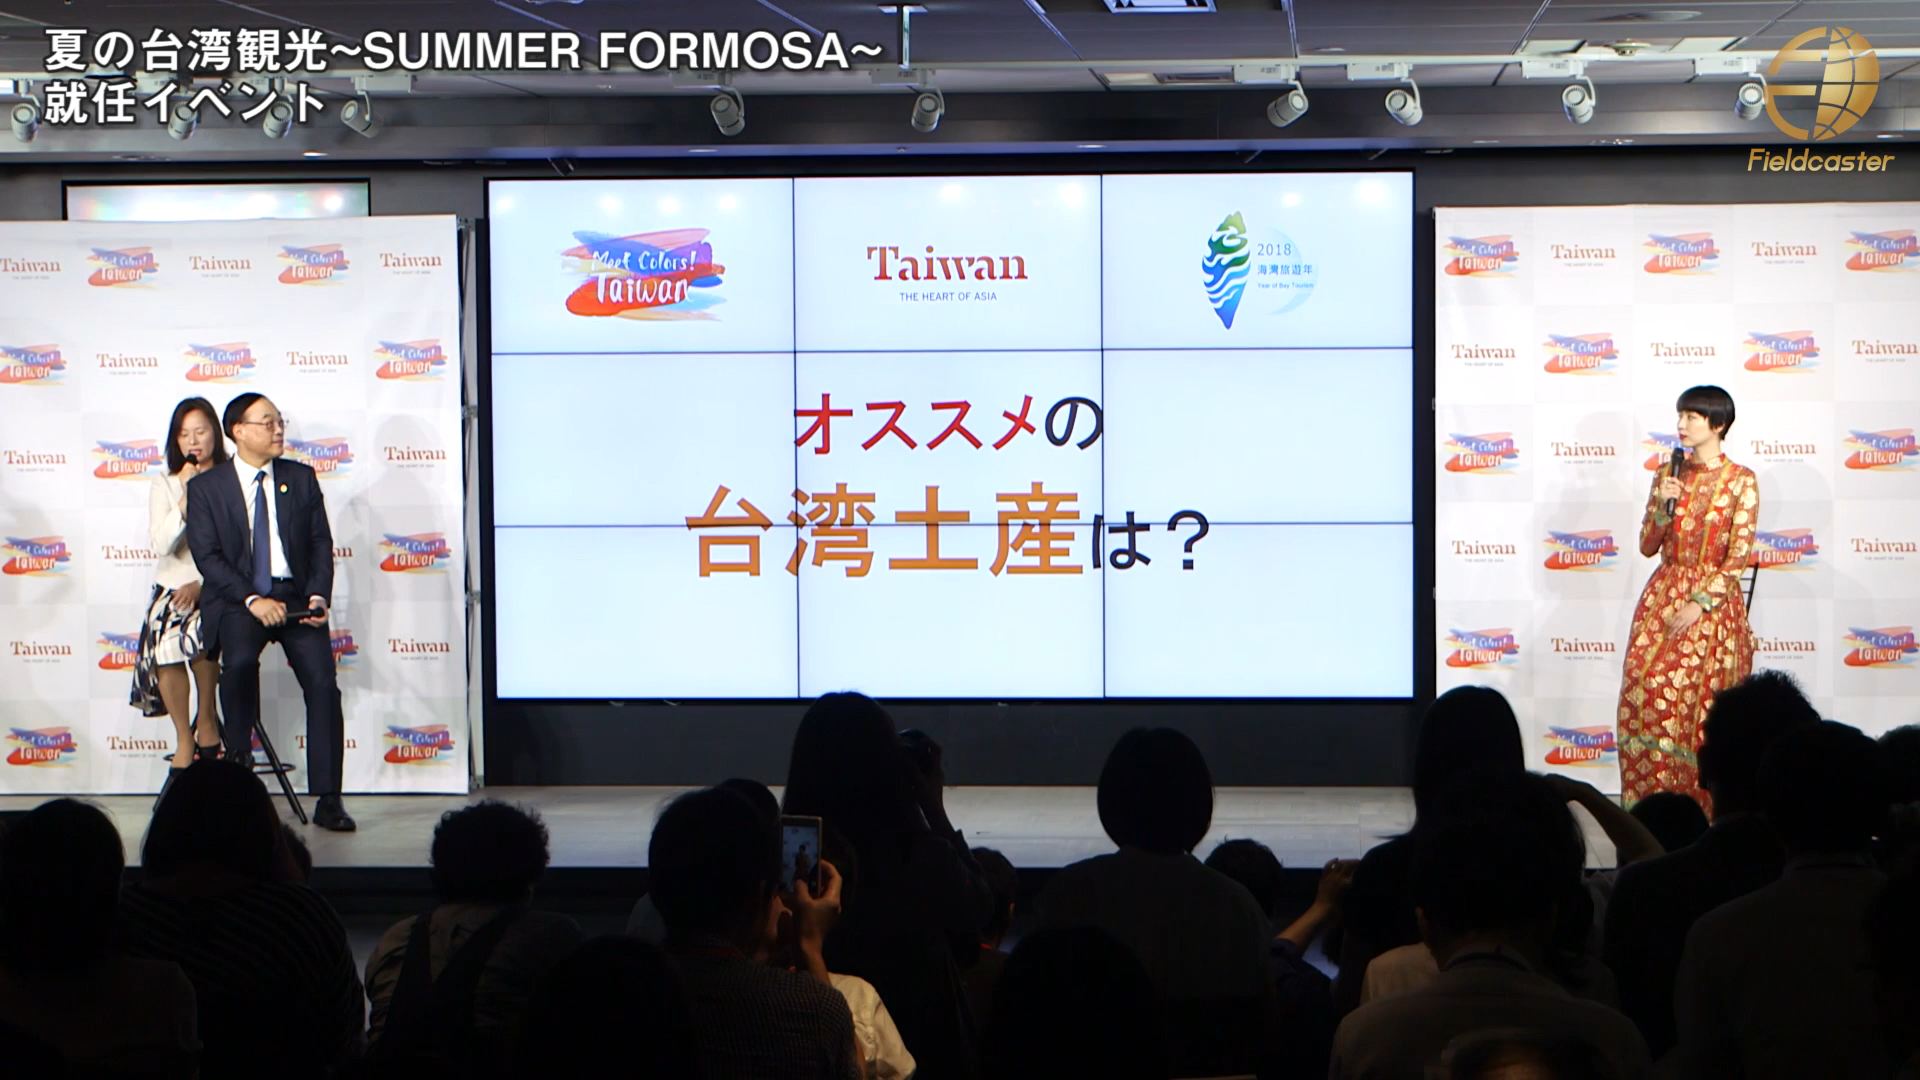 夏の台湾観光~SUMMER FORMOSA~
就任イベント
Fieldcaster
Meet Colors!
Taiwan
Taiwan
THE HEART OF ASIA
2018
海灣旅遊年
Year of Bay Tourism
オススメの
台湾土産は?